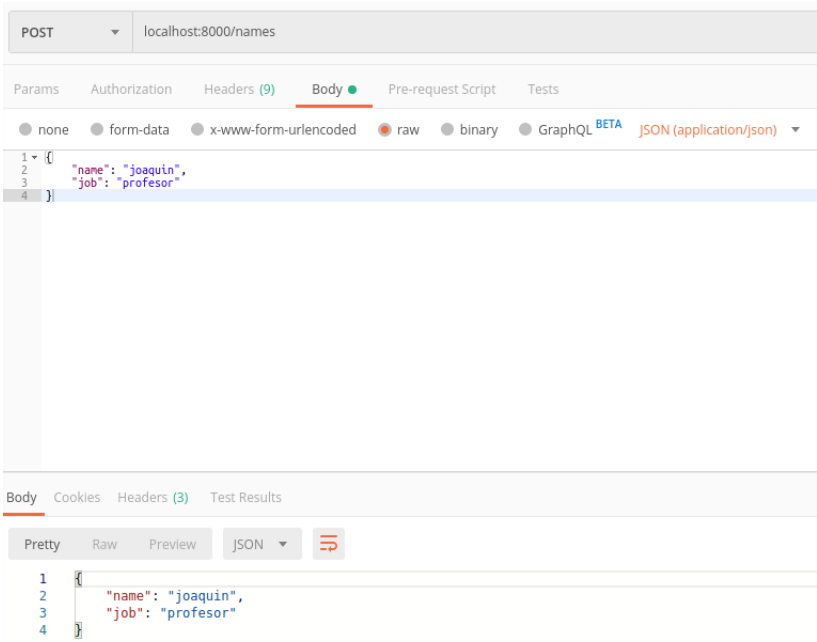 POST localhost:8000/names
Params Authorization Headers (9) Body Pre-request Script Tests
none form-data x-www-form-urlencoded raw binary GraphQL BETA JSON (application/json)
1 {
2 "name": "joaquin",
3 "job": "profesor"
4 }
Body Cookies Headers (3) Test Results
Pretty Raw Preview JSON
1 {
2 "name": "joaquin",
3 "job": "profesor"
4 }